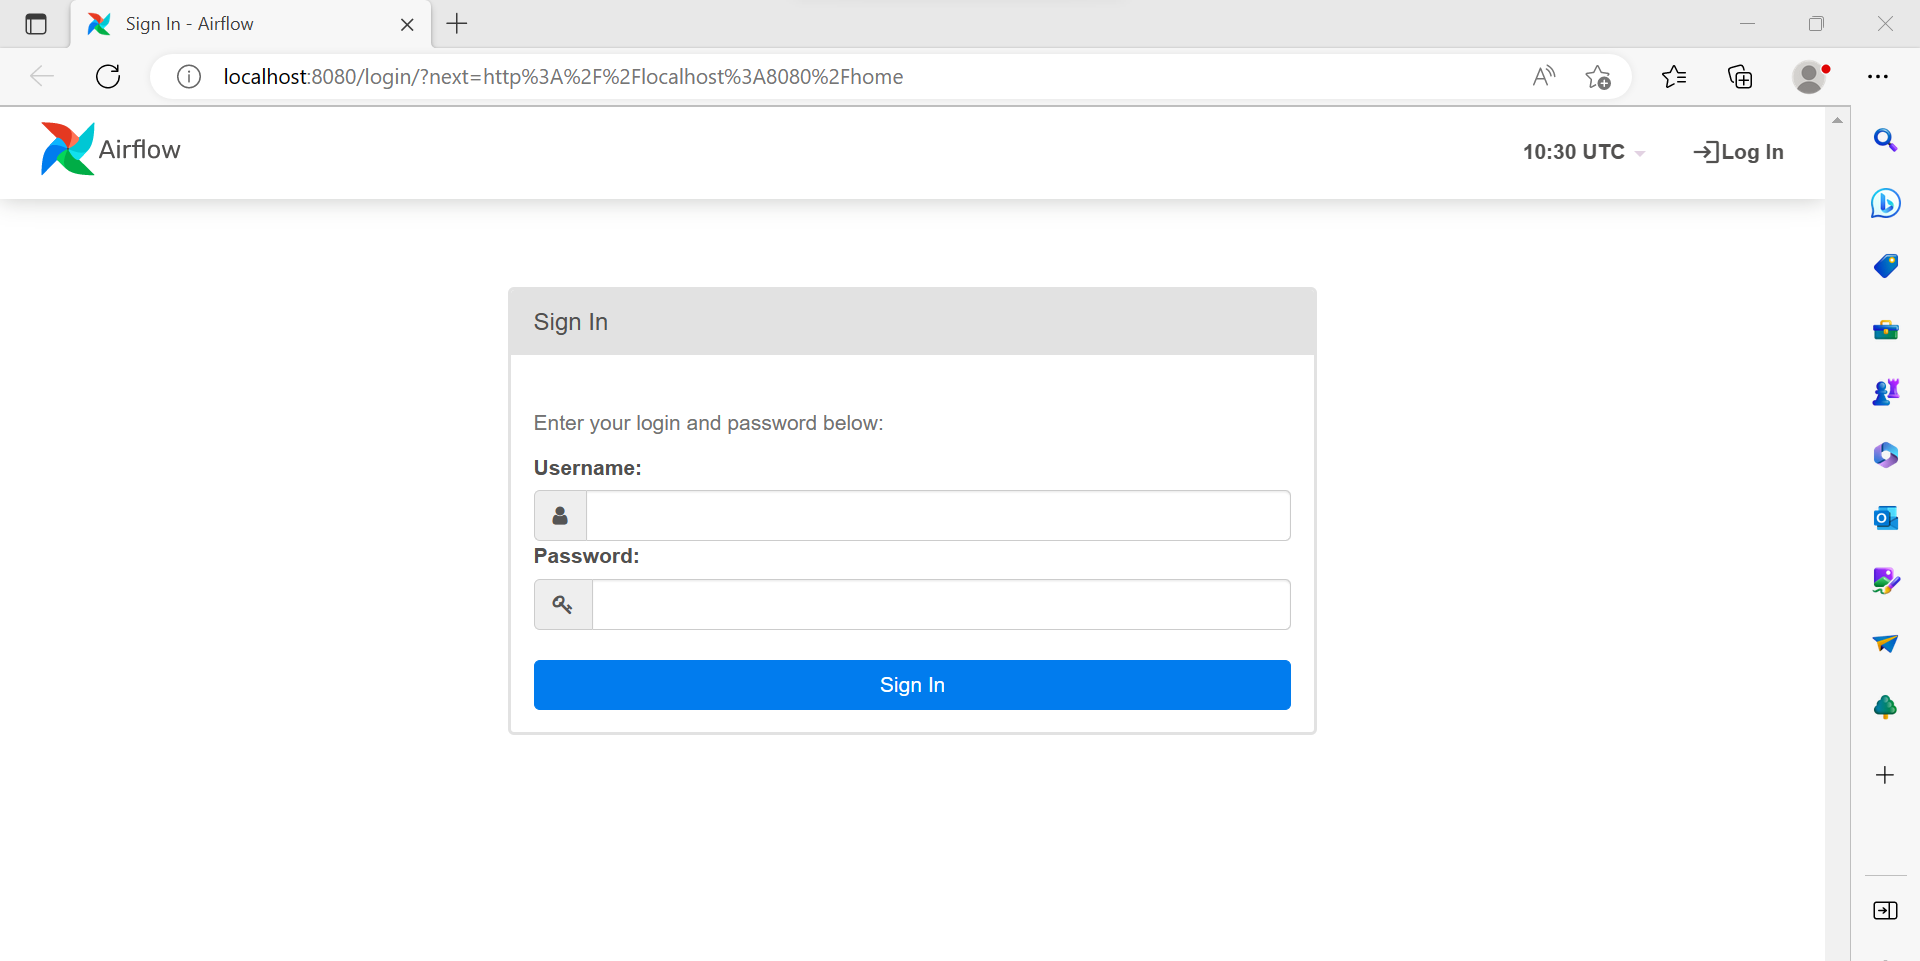 Sign In - Airflow
localhost:8080/login/?next=http%3A%2F%2Flocalhost%3A8080%2Fhome
Airflow
10:30 UTC
Log In
Sign In
Enter your login and password below:
Username:
Password:
Sign In